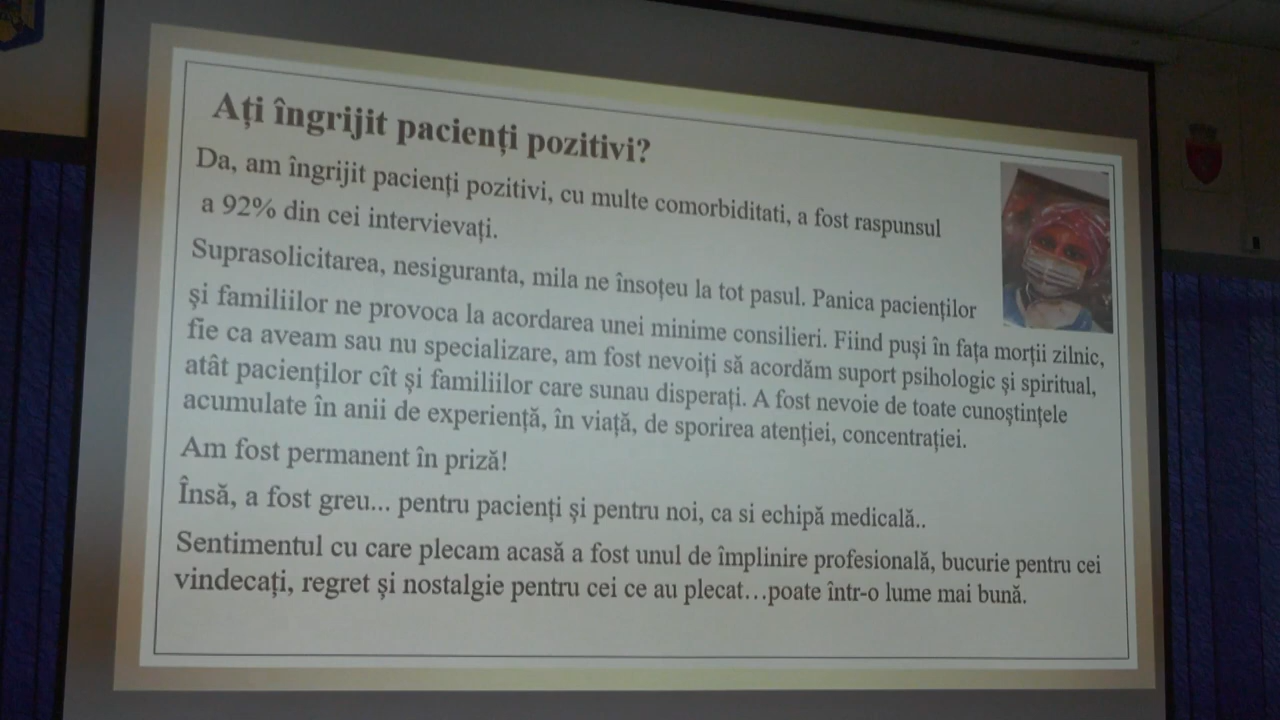 Ați îngrijit pacienți pozitivi?
Da, am îngrijit pacienți pozitivi, cu multe comorbiditati, a fost raspunsul
a 92% din cei intervievați.
Suprasolicitarea, nesiguranta, mila ne însoțeu la tot pasul. Panica pacienților
și familiilor ne provoca la acordarea unei minime consilieri. Fiind puși în fața morții zilnic,
fie ca aveam sau nu specializare, am fost nevoiți să acordăm suport psihologic și spiritual,
atât pacienților cît și familiilor care sunau disperați. A fost nevoie de toate cunoștințele
acumulate în anii de experiență, în viață, de sporirea atenției, concentrației.
Am fost permanent în priză!
Însă, a fost greu... pentru pacienți și pentru noi, ca si echipă medicală..
Sentimentul cu care plecam acasă a fost unul de împlinire profesională, bucurie pentru cei
vindecați, regret și nostalgie pentru cei ce au plecat…poate într-o lume mai bună.